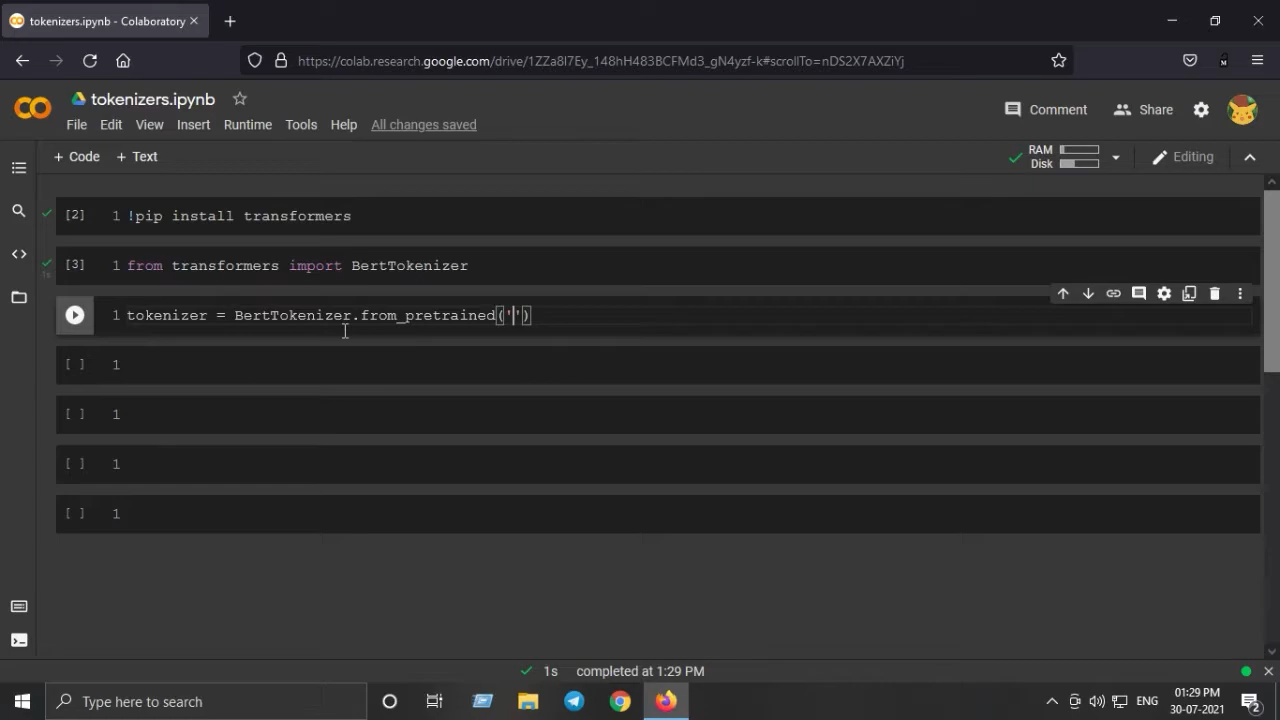 tokenizers.ipynb - Colaboratory
https://colab.research.google.com/drive/1ZZa8l7Ey_148hH483BCFMd3_gN4yzf-k#scrollTo=nDS2X7AXZiYj
tokenizers.ipynb
Comment
Share
File Edit View Insert Runtime Tools Help All changes saved
+ Code + Text
RAM
Disk
Editing
[2] 1 !pip install transformers
[3] 1 from transformers import BertTokenizer
1s
1 tokenizer = BertTokenizer.from_pretrained('')
[ ] 1
[ ] 1
[ ] 1
[ ] 1
1s completed at 1:29 PM
Type here to search
ENG
01:29 PM
30-07-2021
2